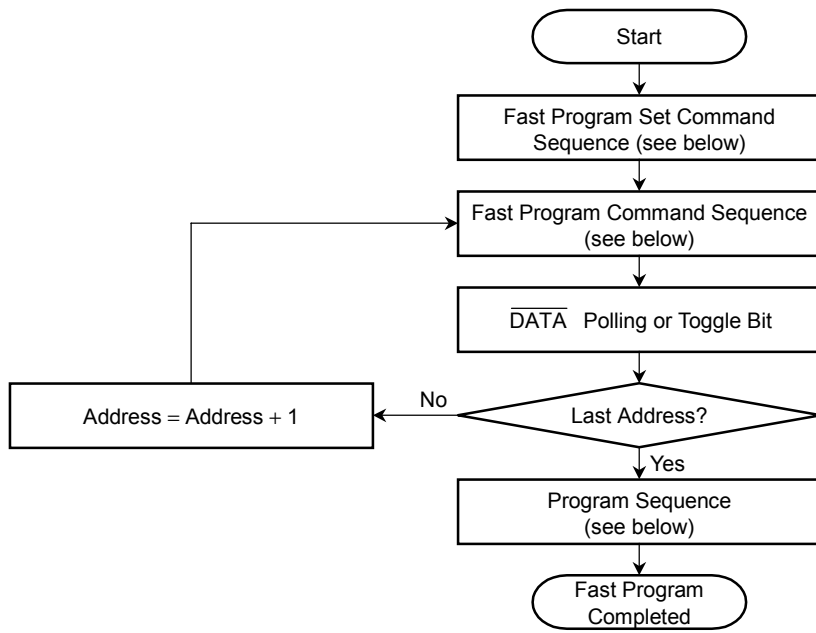 Start
Fast Program Set Command
Sequence (see below)
Fast Program Command Sequence
(see below)
DATA Polling or Toggle Bit
Last Address?
No
Address = Address + 1
Yes
Program Sequence
(see below)
Fast Program
Completed